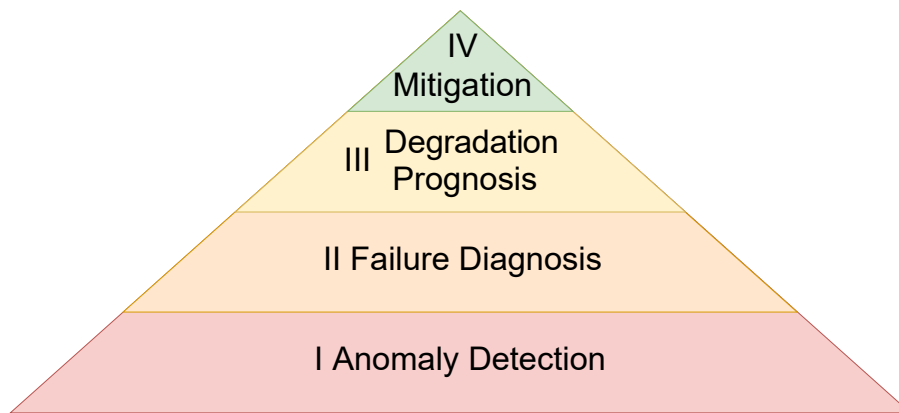 IV
Mitigation
III Degradation
Prognosis
II Failure Diagnosis
I Anomaly Detection